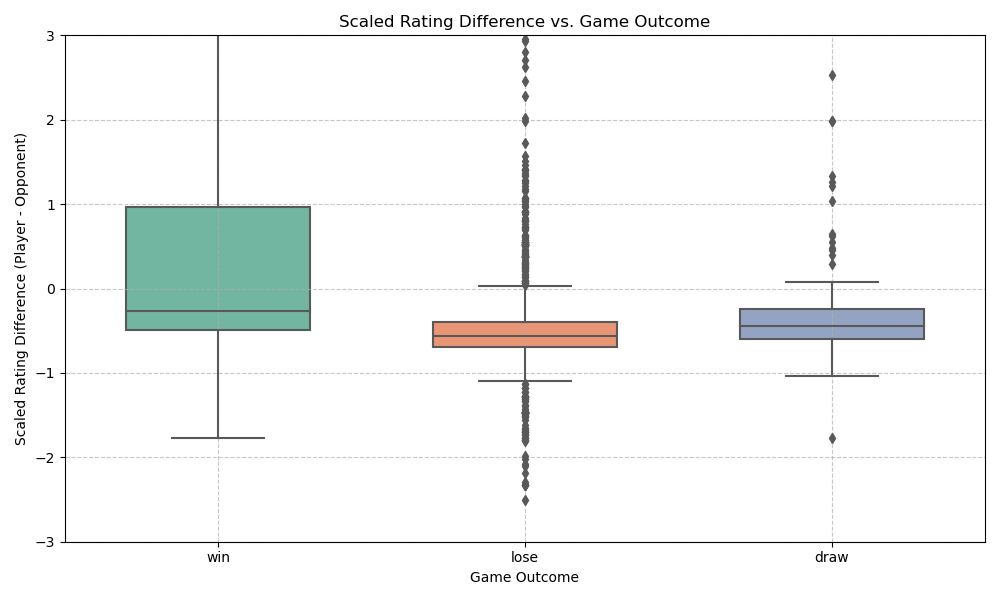 Scaled Rating Difference vs. Game Outcome
Scaled Rating Difference (Player - Opponent)
3
2
1
0
−1
−2
−3
win
lose
draw
Game Outcome